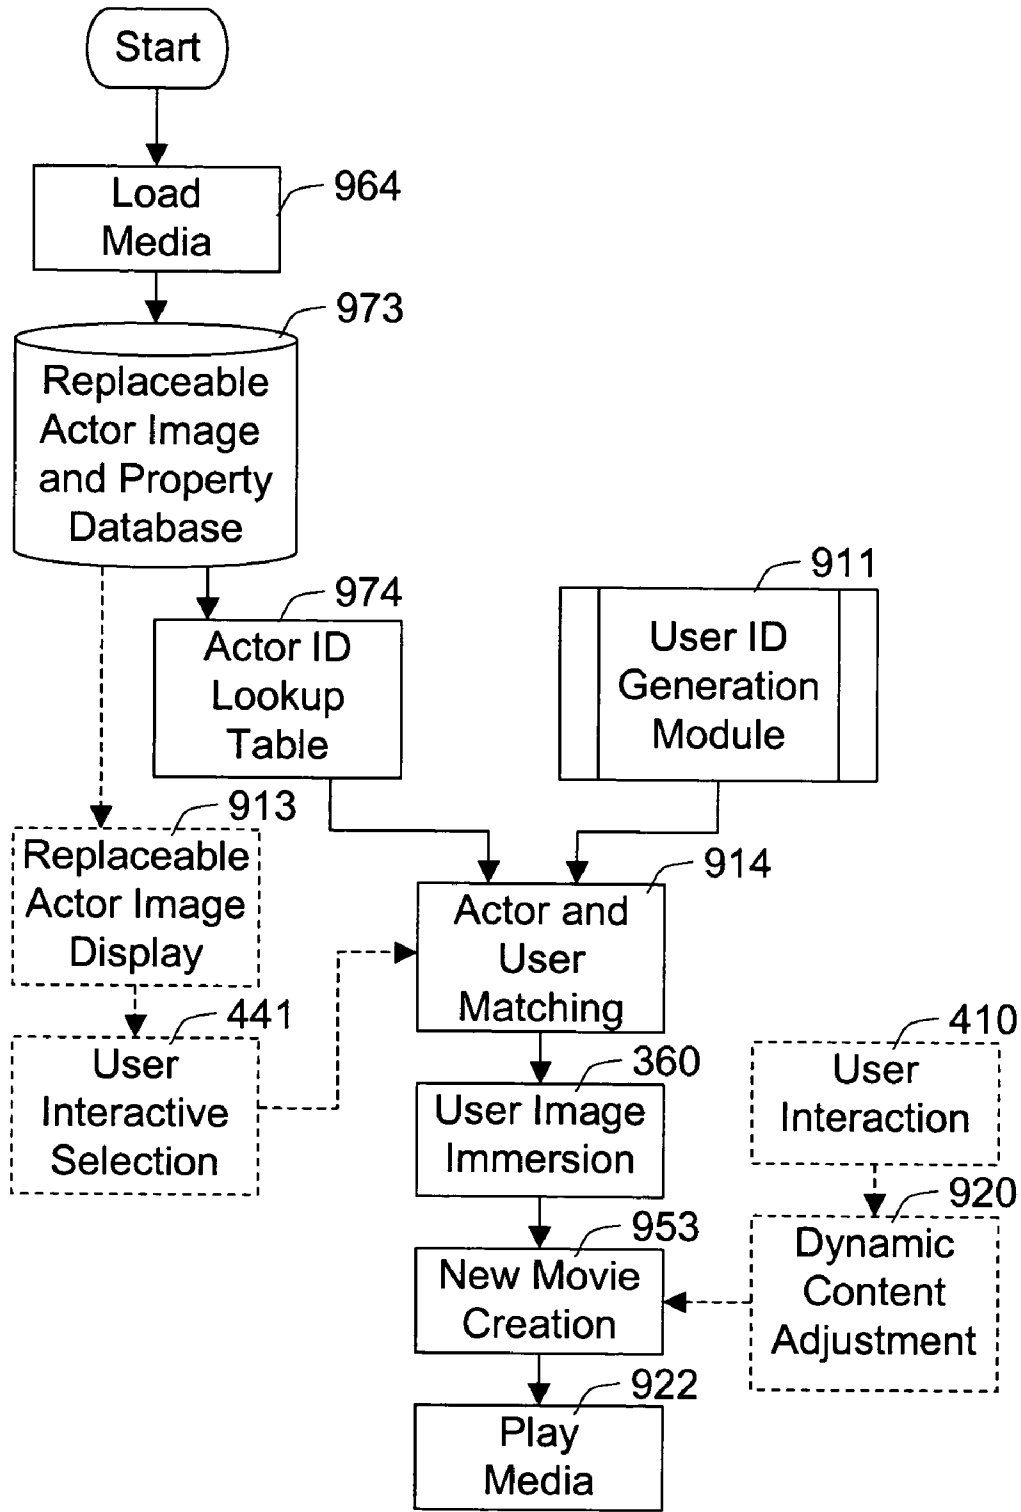 Start
964
Load
Media
973
Replaceable
Actor Image
and Property
Database
974
Actor ID
Lookup
Table
911
User ID
Generation
Module
913
Replaceable
Actor Image
Display
914
Actor and
User
Matching
441
User
Interactive
Selection
360
User Image
Immersion
410
User
Interaction
953
New Movie
Creation
920
Dynamic
Content
Adjustment
922
Play
Media